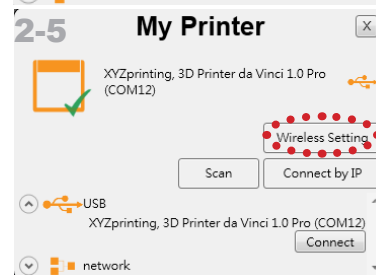 2-5
My Printer
X
XYZprinting, 3D Printer da Vinci 1.0 Pro
(COM12)
Wireless Setting
Scan
Connect by IP
USB
XYZprinting, 3D Printer da Vinci 1.0 Pro (COM12)
Connect
network